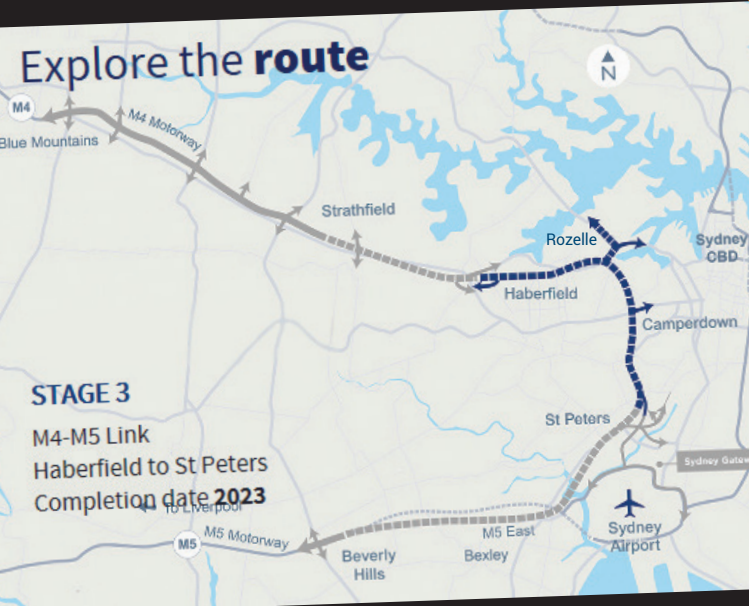 Explore the route
N
M4
Blue Mountains
M4 Motorway
Strathfield
Rozelle
Sydney
CBD
Haberfield
Camperdown
STAGE 3
M4-M5 Link
Haberfield to St Peters
Completion date 2023
To Liverpool
St Peters
M5
M5 Motorway
M5 East
Beverly
Hills
Bexley
Sydney
Airport